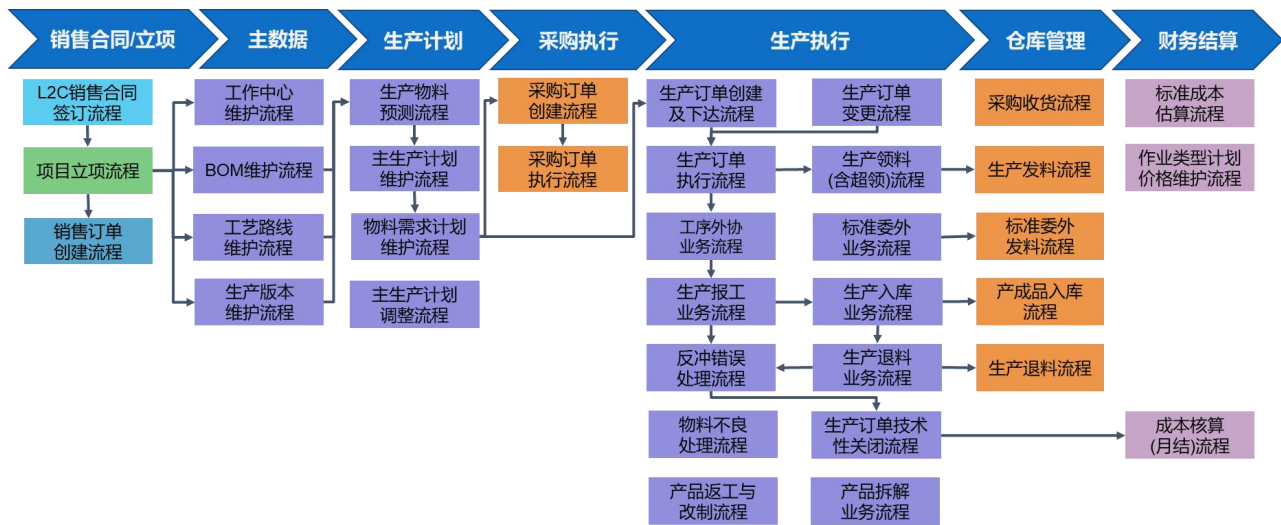 销售合同/立项
主数据
生产计划
采购执行
生产执行
仓库管理
财务结算
L2C销售合同
签订流程
项目立项流程
销售订单
创建流程
工作中心
维护流程
BOM维护流程
工艺路线
维护流程
生产版本
维护流程
生产物料
预测流程
主生产计划
维护流程
物料需求计划
维护流程
主生产计划
调整流程
采购订单
创建流程
采购订单
执行流程
生产订单创建
及下达流程
生产订单
变更流程
生产订单
执行流程
生产领料
(含超领)流程
工序外协
业务流程
标准委外
业务流程
生产报工
业务流程
生产入库
业务流程
反冲错误
处理流程
生产退料
业务流程
物料不良
处理流程
生产订单技术
性关闭流程
产品返工与
改制流程
产品拆解
业务流程
采购收货流程
生产发料流程
标准委外
发料流程
产成品入库
流程
生产退料流程
标准成本
估算流程
作业类型计划
价格维护流程
成本核算
(月结)流程